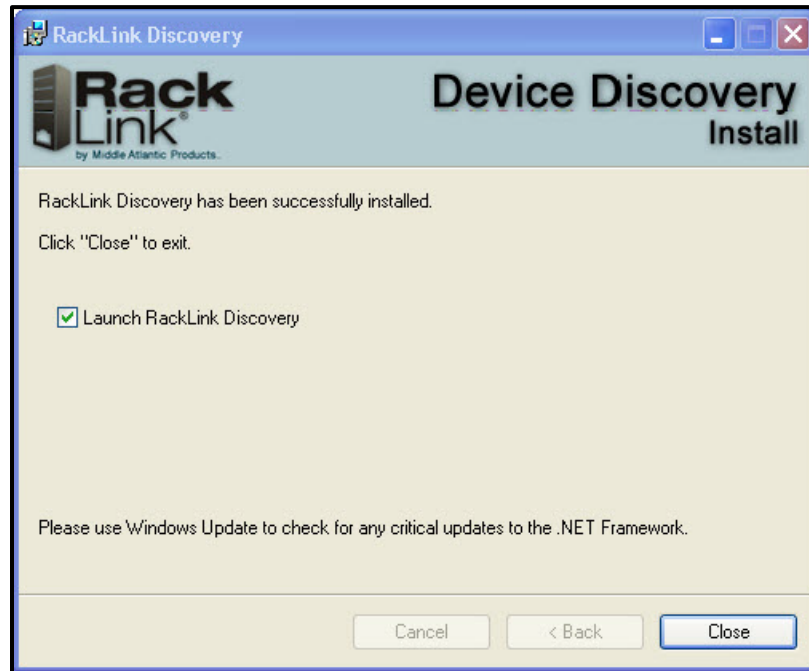 RackLink Discovery
Rack
Link®
by Middle Atlantic Products.
Device Discovery
Install
RackLink Discovery has been successfully installed.
Click "Close" to exit.
Launch RackLink Discovery
Please use Windows Update to check for any critical updates to the .NET Framework.
Cancel
< Back
Close